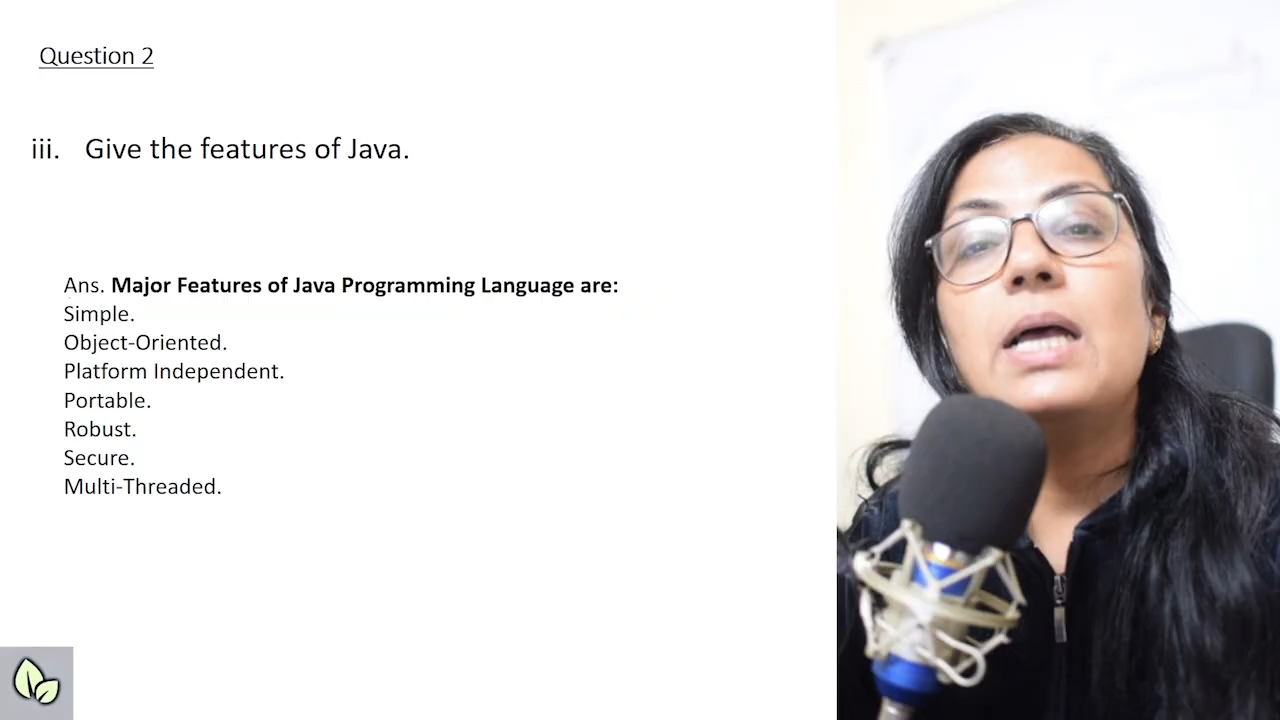 Question 2
iii. Give the features of Java.
Ans. Major Features of Java Programming Language are:
Simple.
Object-Oriented.
Platform Independent.
Portable.
Robust.
Secure.
Multi-Threaded.